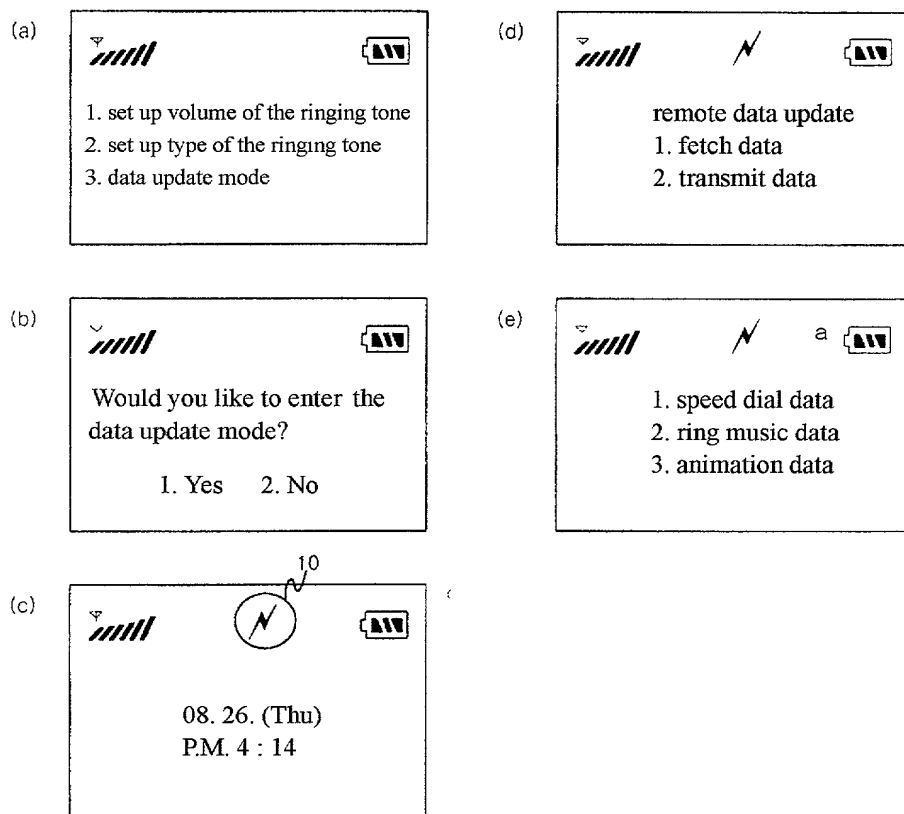 (a)
1. set up volume of the ringing tone
2. set up type of the ringing tone
3. data update mode
(b)
Would you like to enter the
data update mode?
1. Yes 2. No
(c)
10
08. 26. (Thu)
P.M. 4 : 14
(d)
remote data update
1. fetch data
2. transmit data
(e)
a
1. speed dial data
2. ring music data
3. animation data